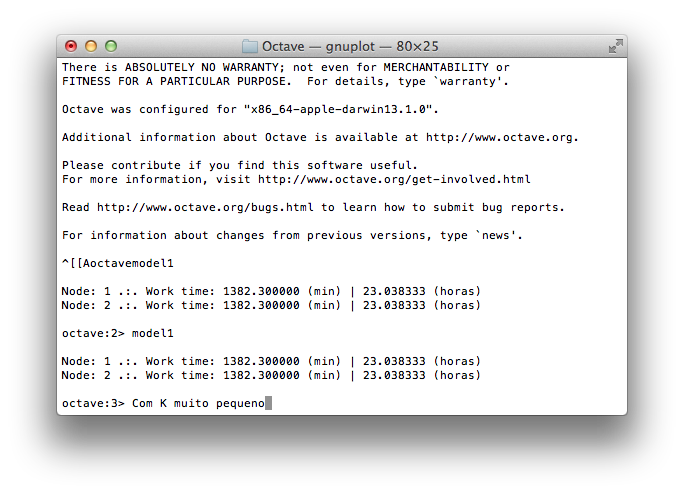 Octave — gnuplot — 80×25
There is ABSOLUTELY NO WARRANTY; not even for MERCHANTABILITY or
FITNESS FOR A PARTICULAR PURPOSE.  For details, type `warranty'.
Octave was configured for "x86_64-apple-darwin13.1.0".
Additional information about Octave is available at http://www.octave.org.
Please contribute if you find this software useful.
For more information, visit http://www.octave.org/get-involved.html
Read http://www.octave.org/bugs.html to learn how to submit bug reports.
For information about changes from previous versions, type `news'.
^[[Aoctavemodel1
Node: 1 .:. Work time: 1382.300000 (min) | 23.038333 (horas)
Node: 2 .:. Work time: 1382.300000 (min) | 23.038333 (horas)
octave:2> model1
Node: 1 .:. Work time: 1382.300000 (min) | 23.038333 (horas)
Node: 2 .:. Work time: 1382.300000 (min) | 23.038333 (horas)
octave:3> Com K muito pequeno